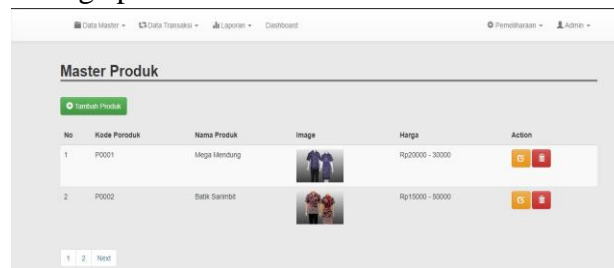 Data Master Data Transaksi Laporan Dashboard Pemeliharaan Admin
Master Produk
Tambah Produk
No Kode Poroduk Nama Produk Image Harga Action
1 P0001 Mega Mendung Rp20000 - 30000
2 P0002 Batik Sarimbit Rp15000 - 50000
1 2 Next